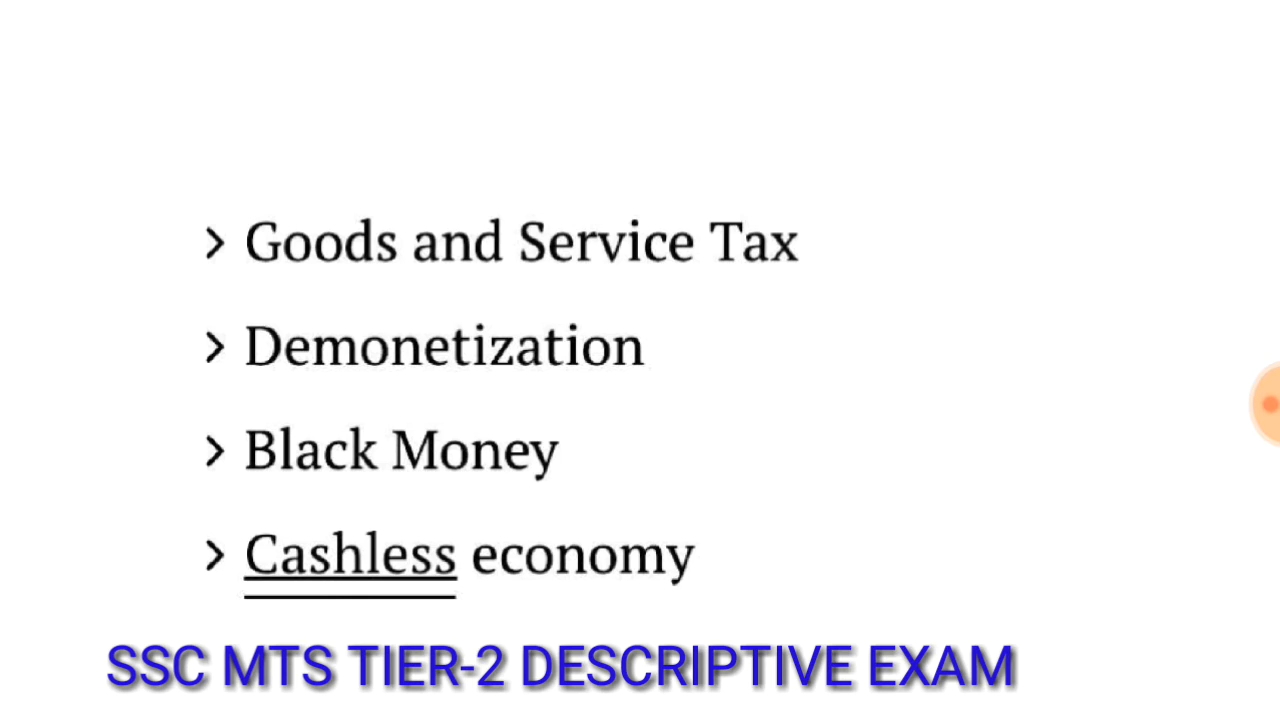 > Goods and Service Tax
> Demonetization
> Black Money
> Cashless economy
SSC MTS TIER-2 DESCRIPTIVE EXAM